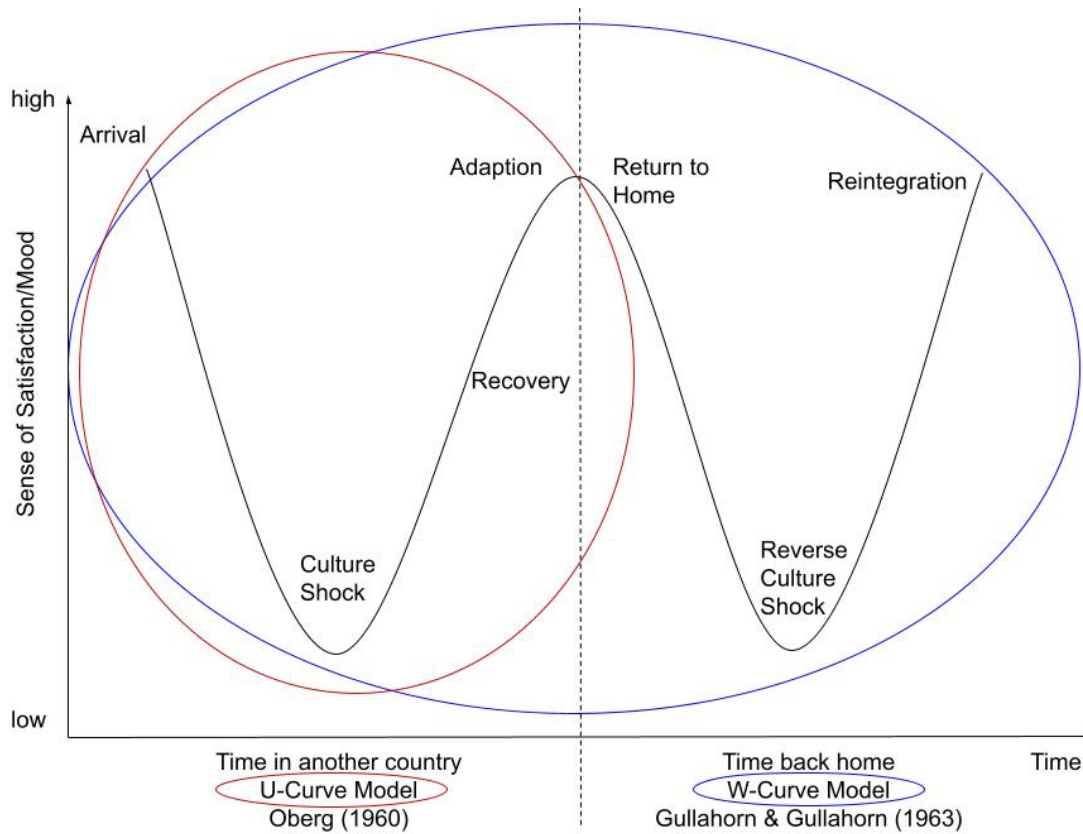 high
Arrival
Adaption
Return to
Home
Reintegration
Sense of Satisfaction/Mood
Recovery
Culture
Shock
Reverse
Culture
Shock
low
Time in another country
Time back home
Time
U-Curve Model
W-Curve Model
Oberg (1960)
Gullahorn & Gullahorn (1963)